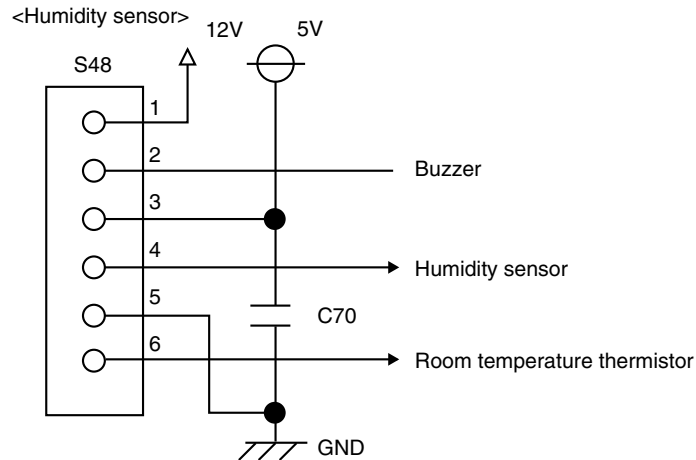 <Humidity sensor>
12V
5V
S48
1
2
Buzzer
3
4
Humidity sensor
5
C70
6
Room temperature thermistor
GND